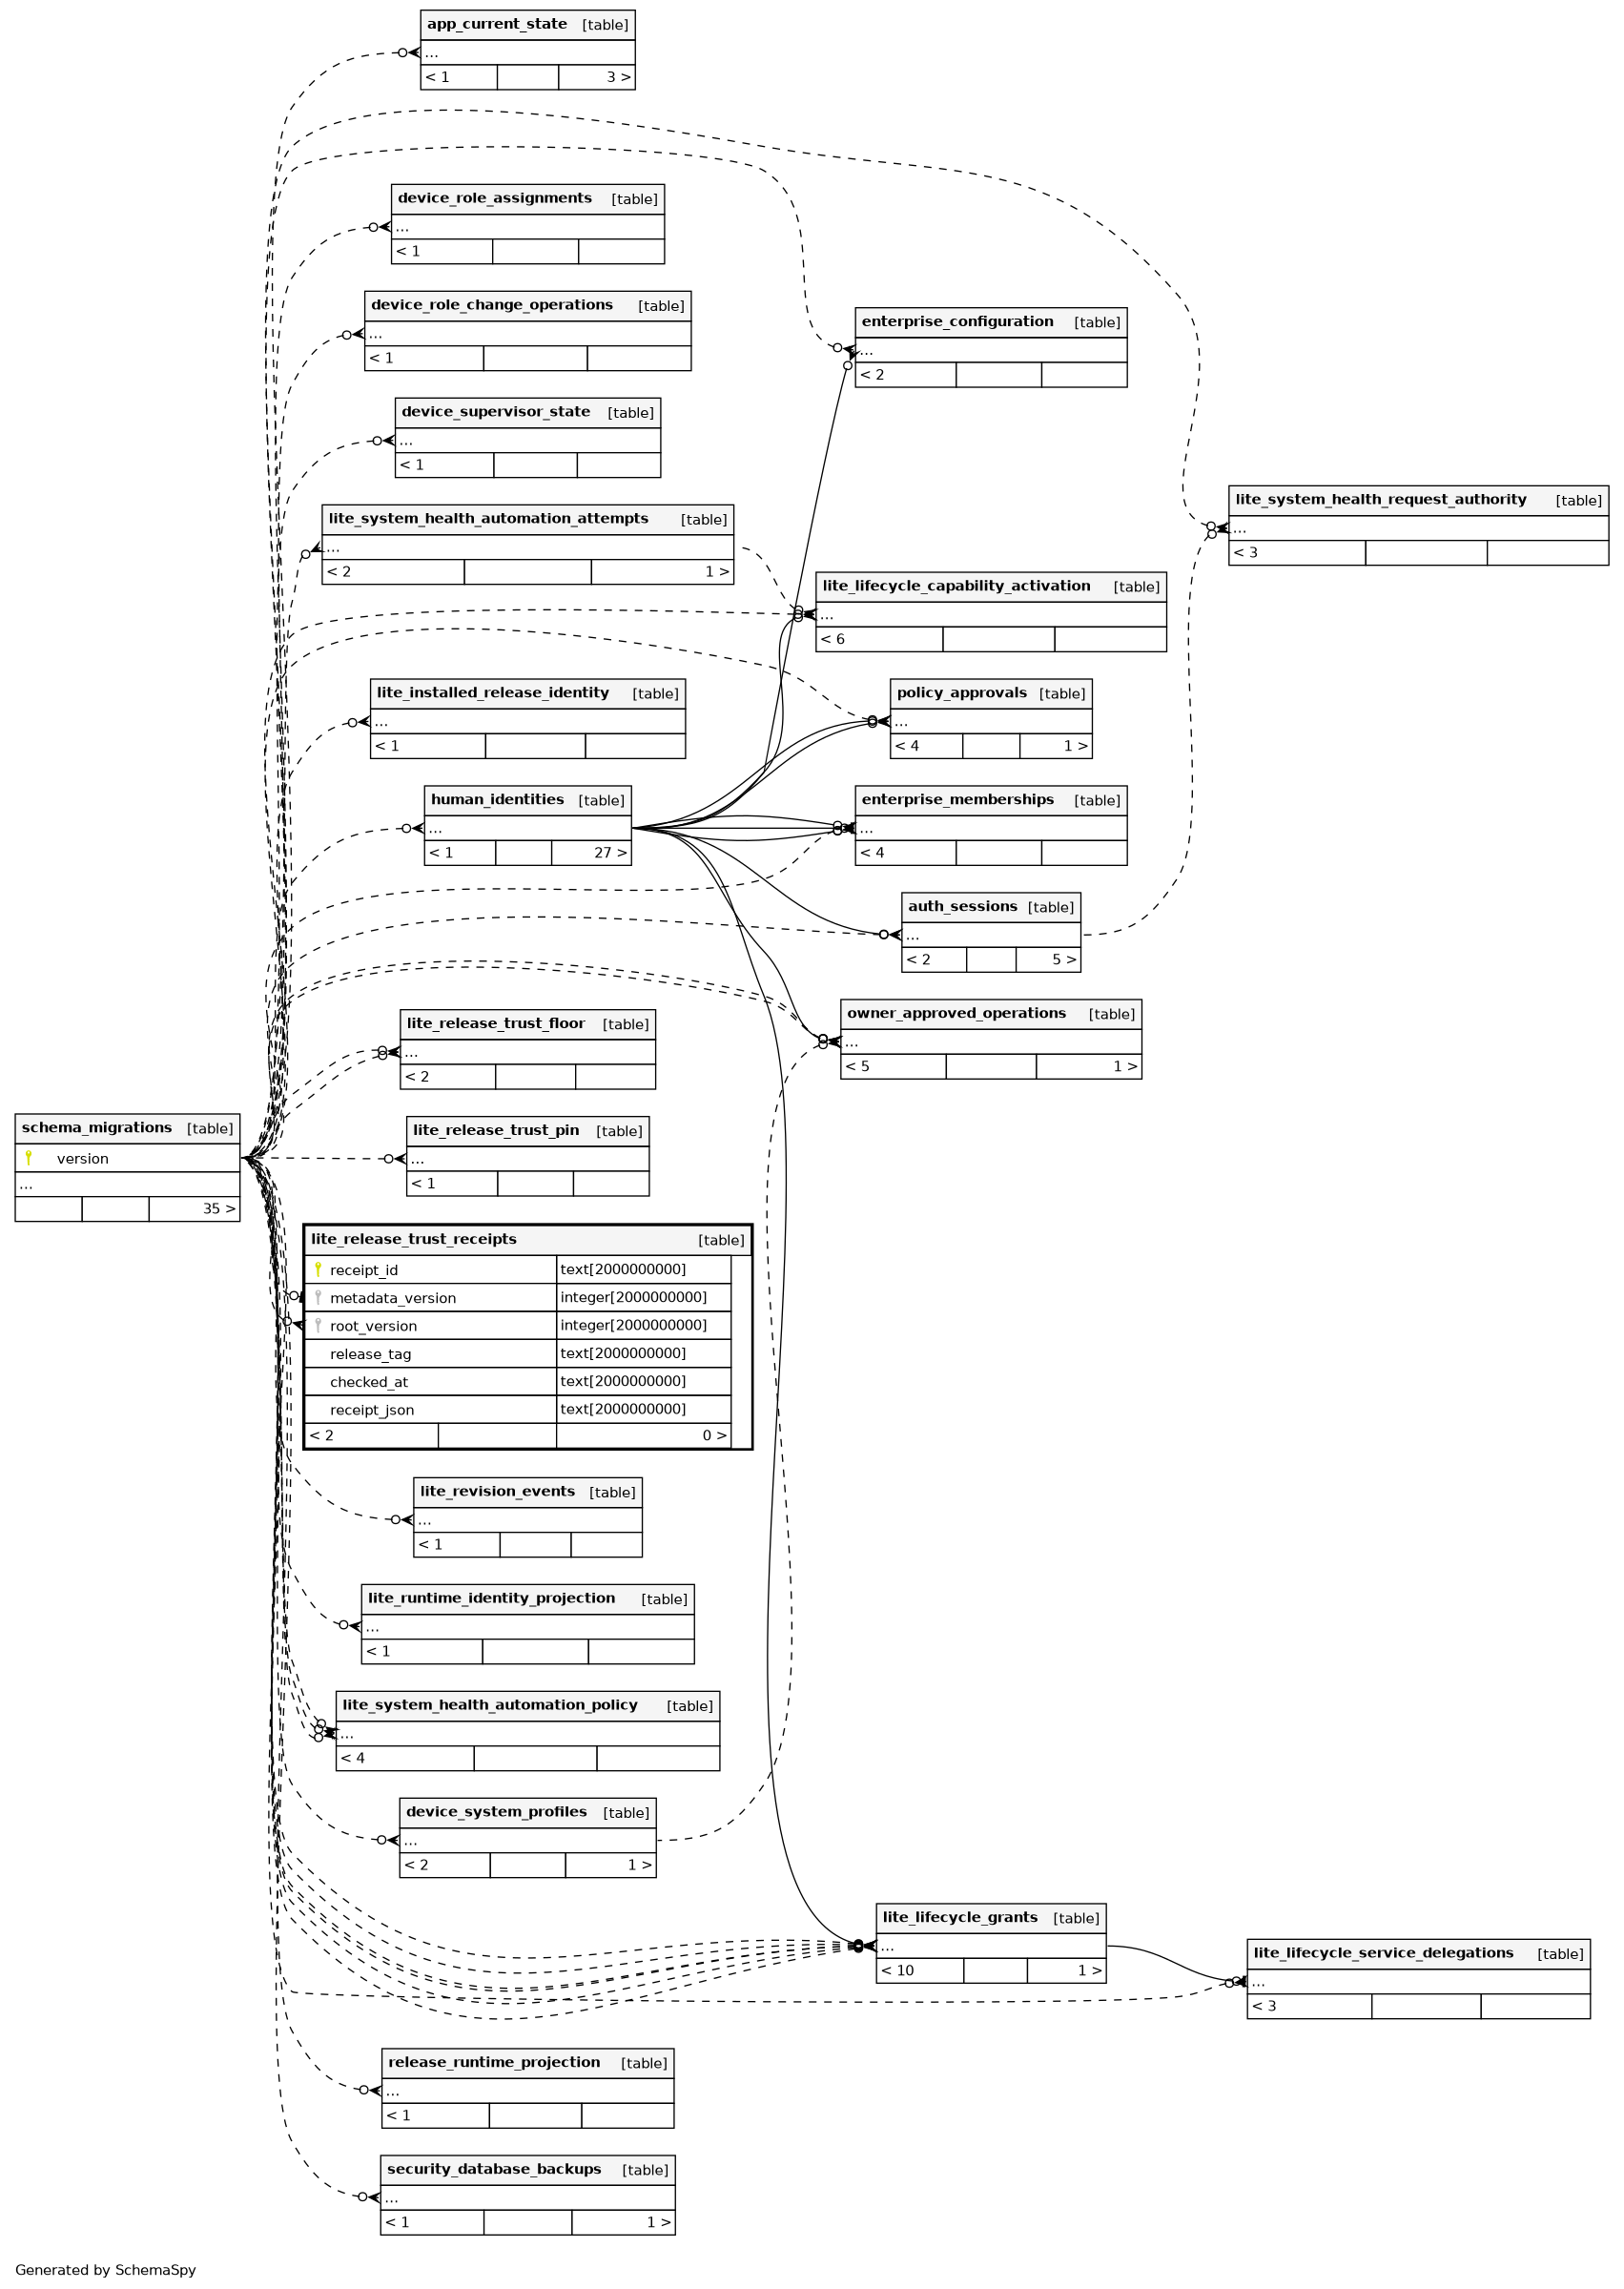 app_current_state [table]
...
< 1 3 >
device_role_assignments [table]
...
< 1
device_role_change_operations [table]
...
< 1
enterprise_configuration [table]
...
< 2
device_supervisor_state [table]
...
< 1
lite_system_health_request_authority [table]
...
< 3
lite_system_health_automation_attempts [table]
...
< 2 1 >
lite_lifecycle_capability_activation [table]
...
< 6
lite_installed_release_identity [table]
...
< 1
policy_approvals [table]
...
< 4 1 >
human_identities [table]
...
< 1 27 >
enterprise_memberships [table]
...
< 4
auth_sessions [table]
...
< 2 5 >
owner_approved_operations [table]
...
< 5 1 >
lite_release_trust_floor [table]
...
< 2
schema_migrations [table]
version
...
35 >
lite_release_trust_pin [table]
...
< 1
lite_release_trust_receipts [table]
receipt_id text[2000000000]
metadata_version integer[2000000000]
root_version integer[2000000000]
release_tag text[2000000000]
checked_at text[2000000000]
receipt_json text[2000000000]
< 2 0 >
lite_revision_events [table]
...
< 1
lite_runtime_identity_projection [table]
...
< 1
lite_system_health_automation_policy [table]
...
< 4
device_system_profiles [table]
...
< 2 1 >
lite_lifecycle_grants [table]
...
< 10 1 >
lite_lifecycle_service_delegations [table]
...
< 3
release_runtime_projection [table]
...
< 1
security_database_backups [table]
...
< 1 1 >
Generated by SchemaSpy